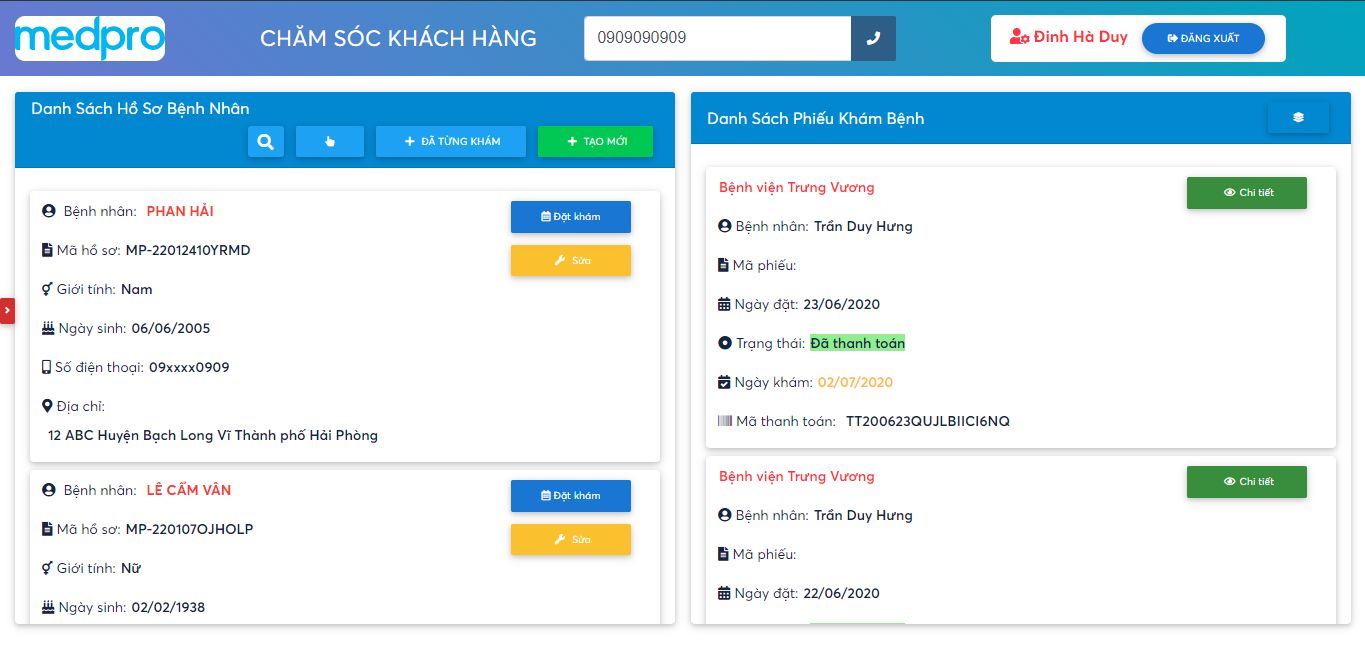 medpro
CHĂM SÓC KHÁCH HÀNG
0909090909
Đinh Hà Duy
ĐĂNG XUẤT
Danh Sách Hồ Sơ Bệnh Nhân
ĐÃ TỪNG KHÁM
TẠO MỚI
Bệnh nhân: PHAN HẢI
Đặt khám
Mã hồ sơ: MP-22012410YRMD
Sửa
Giới tính: Nam
Ngày sinh: 06/06/2005
Số điện thoại: 09xxxx0909
Địa chỉ:
12 ABC Huyện Bạch Long Vĩ Thành phố Hải Phòng
Bệnh nhân: LÊ CẨM VÂN
Đặt khám
Mã hồ sơ: MP-220107OJHOLP
Sửa
Giới tính: Nữ
Ngày sinh: 02/02/1938
Danh Sách Phiếu Khám Bệnh
Bệnh viện Trưng Vương
Chi tiết
Bệnh nhân: Trần Duy Hưng
Mã phiếu:
Ngày đặt: 23/06/2020
Trạng thái: Đã thanh toán
Ngày khám: 02/07/2020
Mã thanh toán: TT200623QUJLBIICI6NQ
Bệnh viện Trưng Vương
Chi tiết
Bệnh nhân: Trần Duy Hưng
Mã phiếu:
Ngày đặt: 22/06/2020